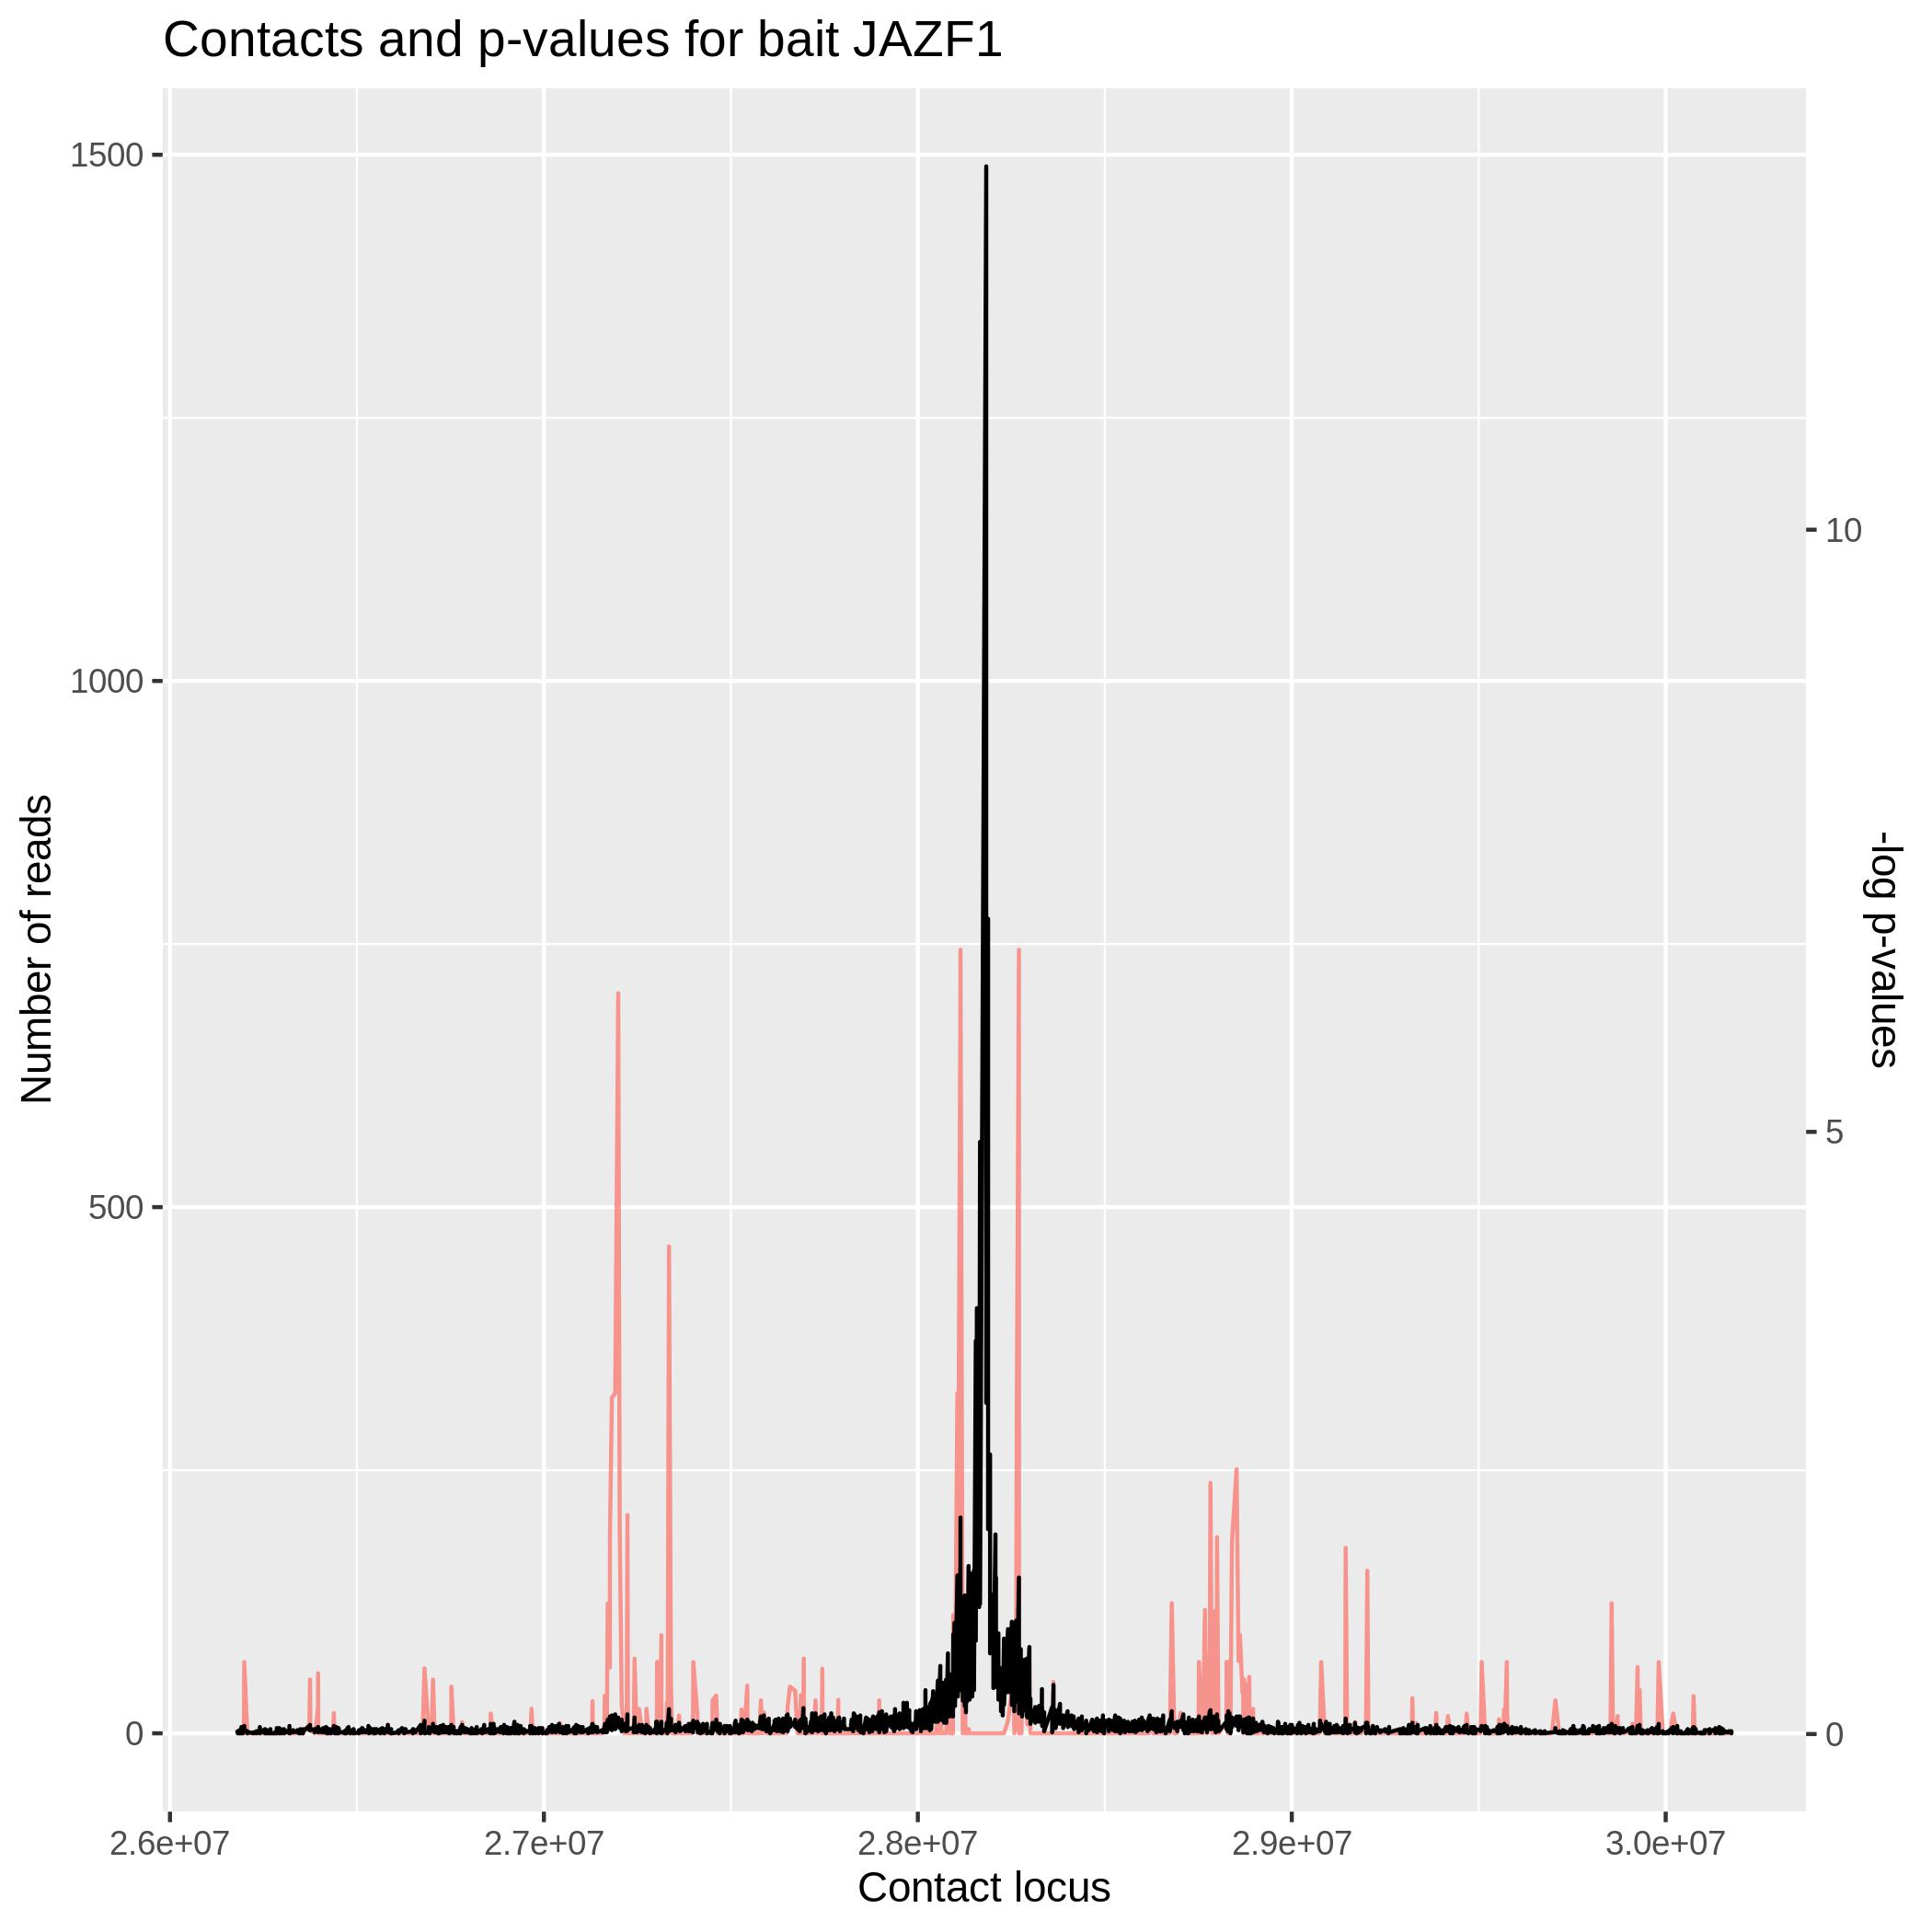 Contacts and p-values for bait JAZF1
1500
1000
500
0
Number of reads
10
5
0
-log p-values
2.6e+07 2.7e+07 2.8e+07 2.9e+07 3.0e+07
Contact locus